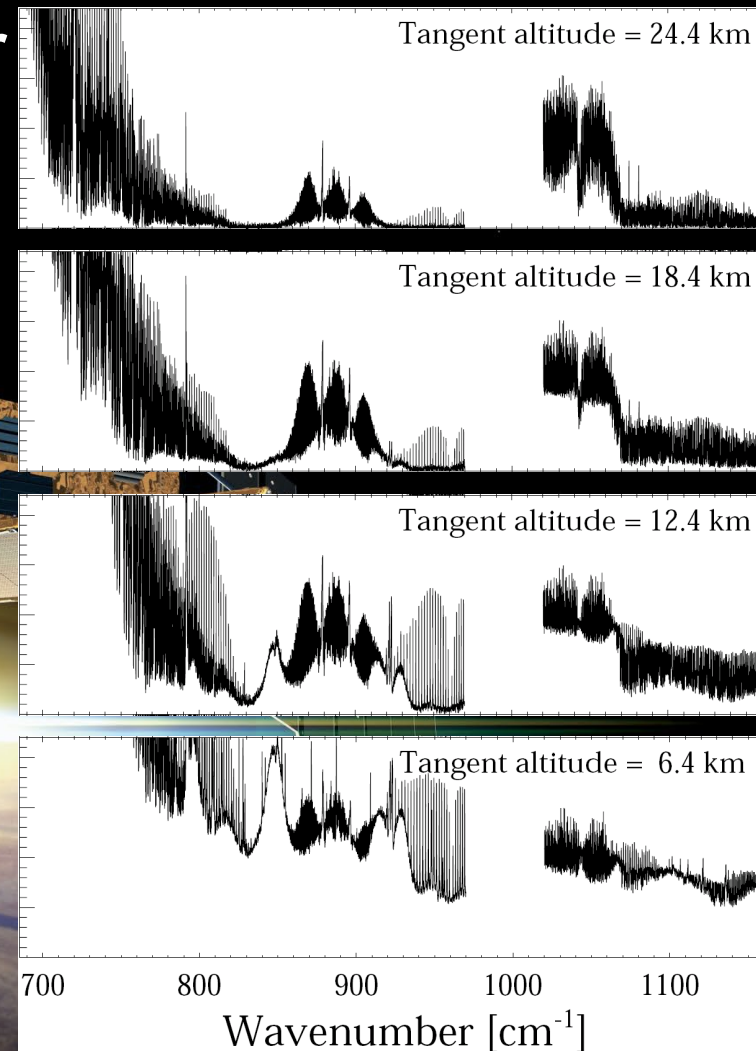 Tangent altitude = 24.4 km
Tangent altitude = 18.4 km
Tangent altitude = 12.4 km
Tangent altitude = 6.4 km
700 800 900 1000 1100
Wavenumber [cm⁻¹]